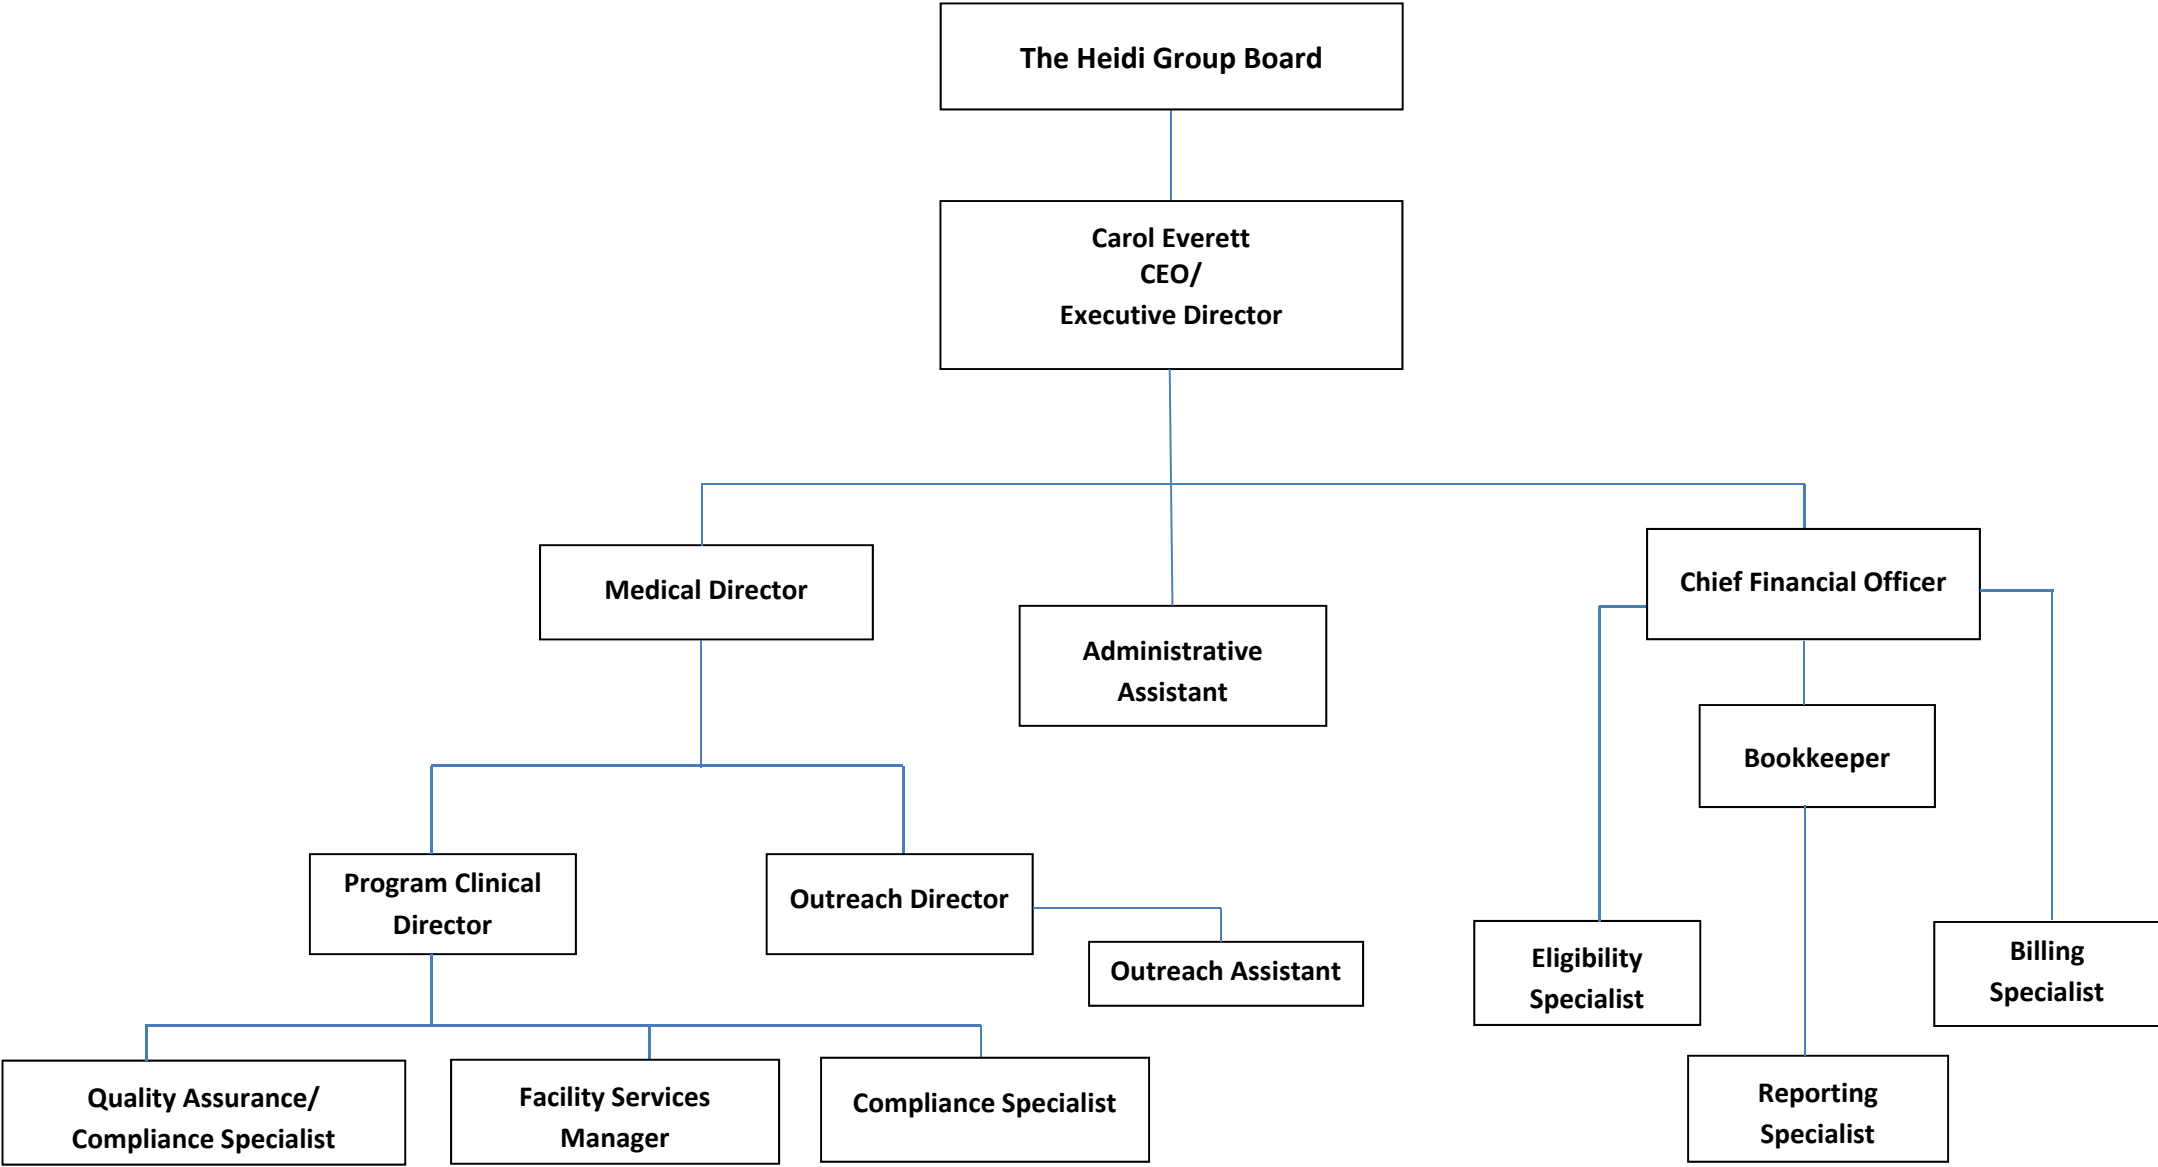 The Heidi Group Board
Carol Everett
CEO/
Executive Director
Medical Director
Administrative
Assistant
Chief Financial Officer
Bookkeeper
Program Clinical
Director
Outreach Director
Outreach Assistant
Eligibility
Specialist
Billing
Specialist
Quality Assurance/
Compliance Specialist
Facility Services
Manager
Compliance Specialist
Reporting
Specialist